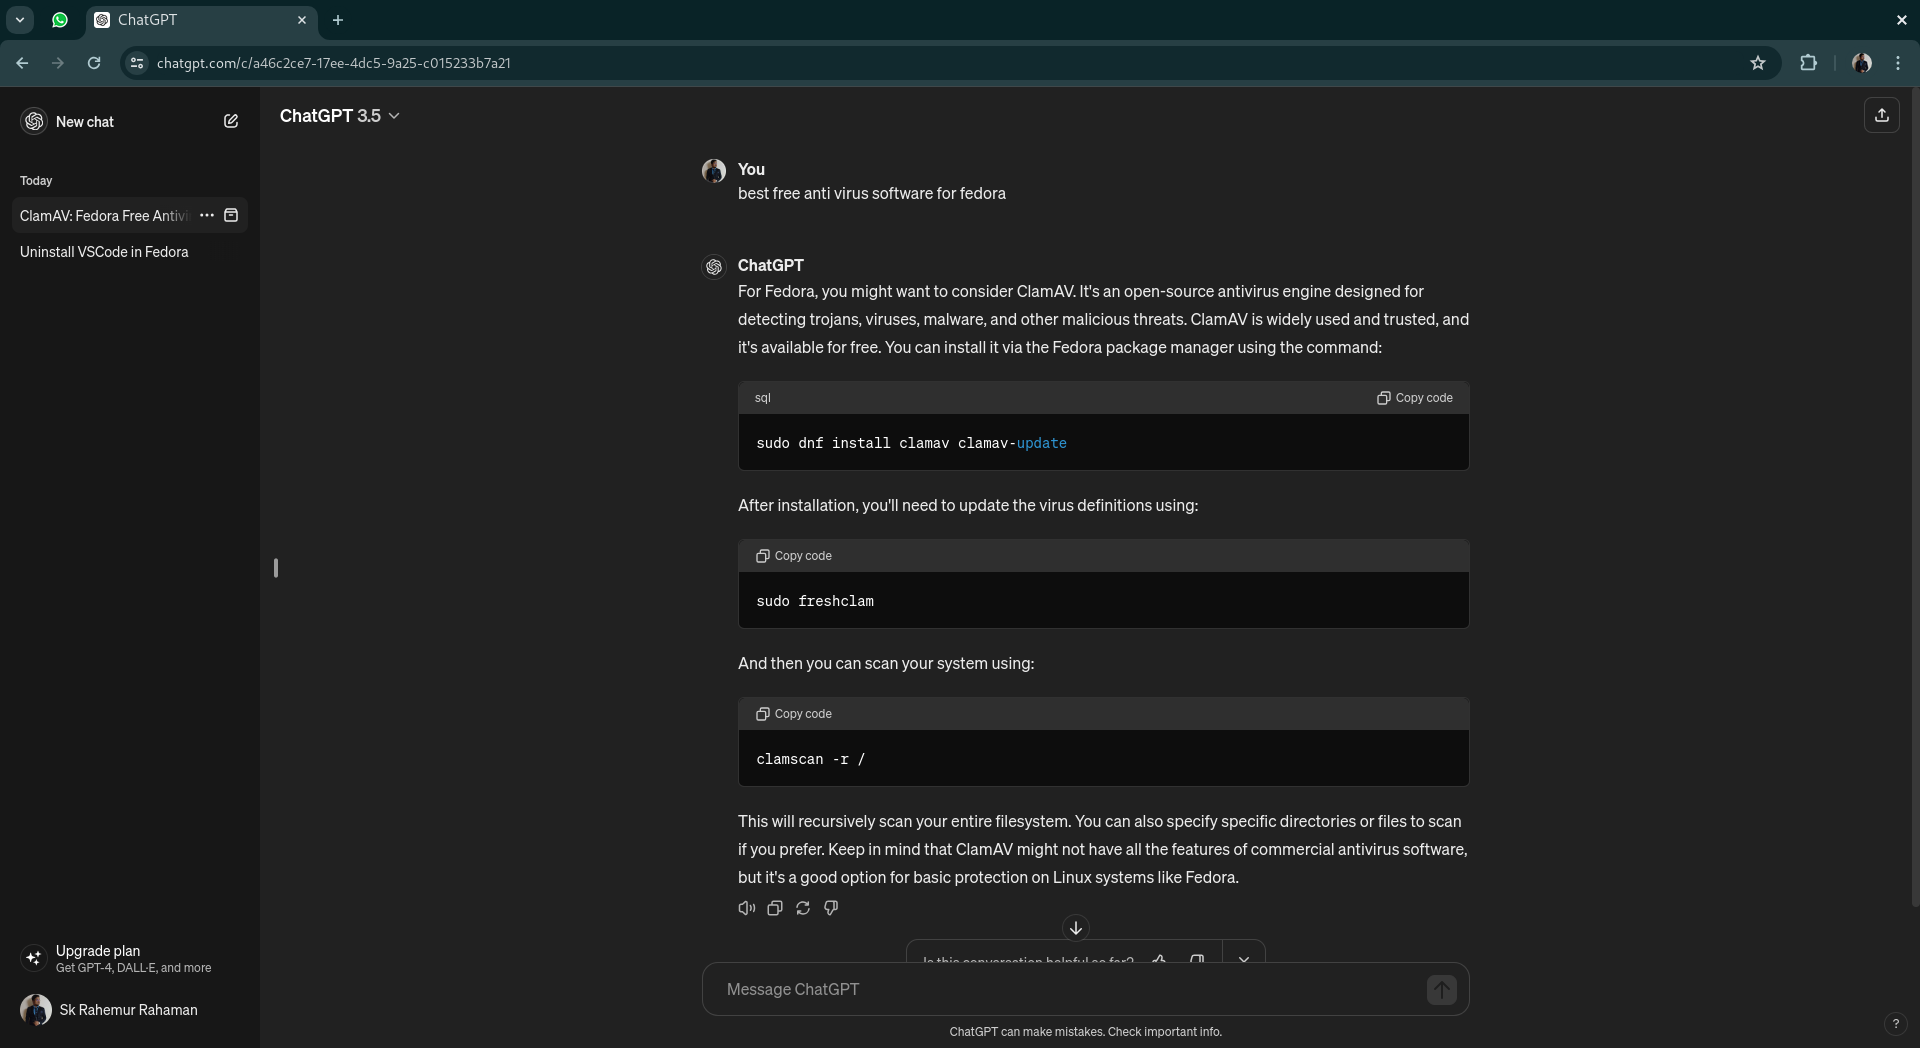 ChatGPT
chatgpt.com/c/a46c2ce7-17ee-4dc5-9a25-c015233b7a21
New chat
Today
ClamAV: Fedora Free Antivi
Uninstall VSCode in Fedora
Upgrade plan
Get GPT-4, DALL·E, and more
Sk Rahemur Rahaman
ChatGPT 3.5
You
best free anti virus software for fedora
ChatGPT
For Fedora, you might want to consider ClamAV. It's an open-source antivirus engine designed for
detecting trojans, viruses, malware, and other malicious threats. ClamAV is widely used and trusted, and
it's available for free. You can install it via the Fedora package manager using the command:
sql Copy code
sudo dnf install clamav clamav-update
After installation, you'll need to update the virus definitions using:
Copy code
sudo freshclam
And then you can scan your system using:
Copy code
clamscan -r /
This will recursively scan your entire filesystem. You can also specify specific directories or files to scan
if you prefer. Keep in mind that ClamAV might not have all the features of commercial antivirus software,
but it's a good option for basic protection on Linux systems like Fedora.
Is this conversation helpful so far?
Message ChatGPT
ChatGPT can make mistakes. Check important info.
?